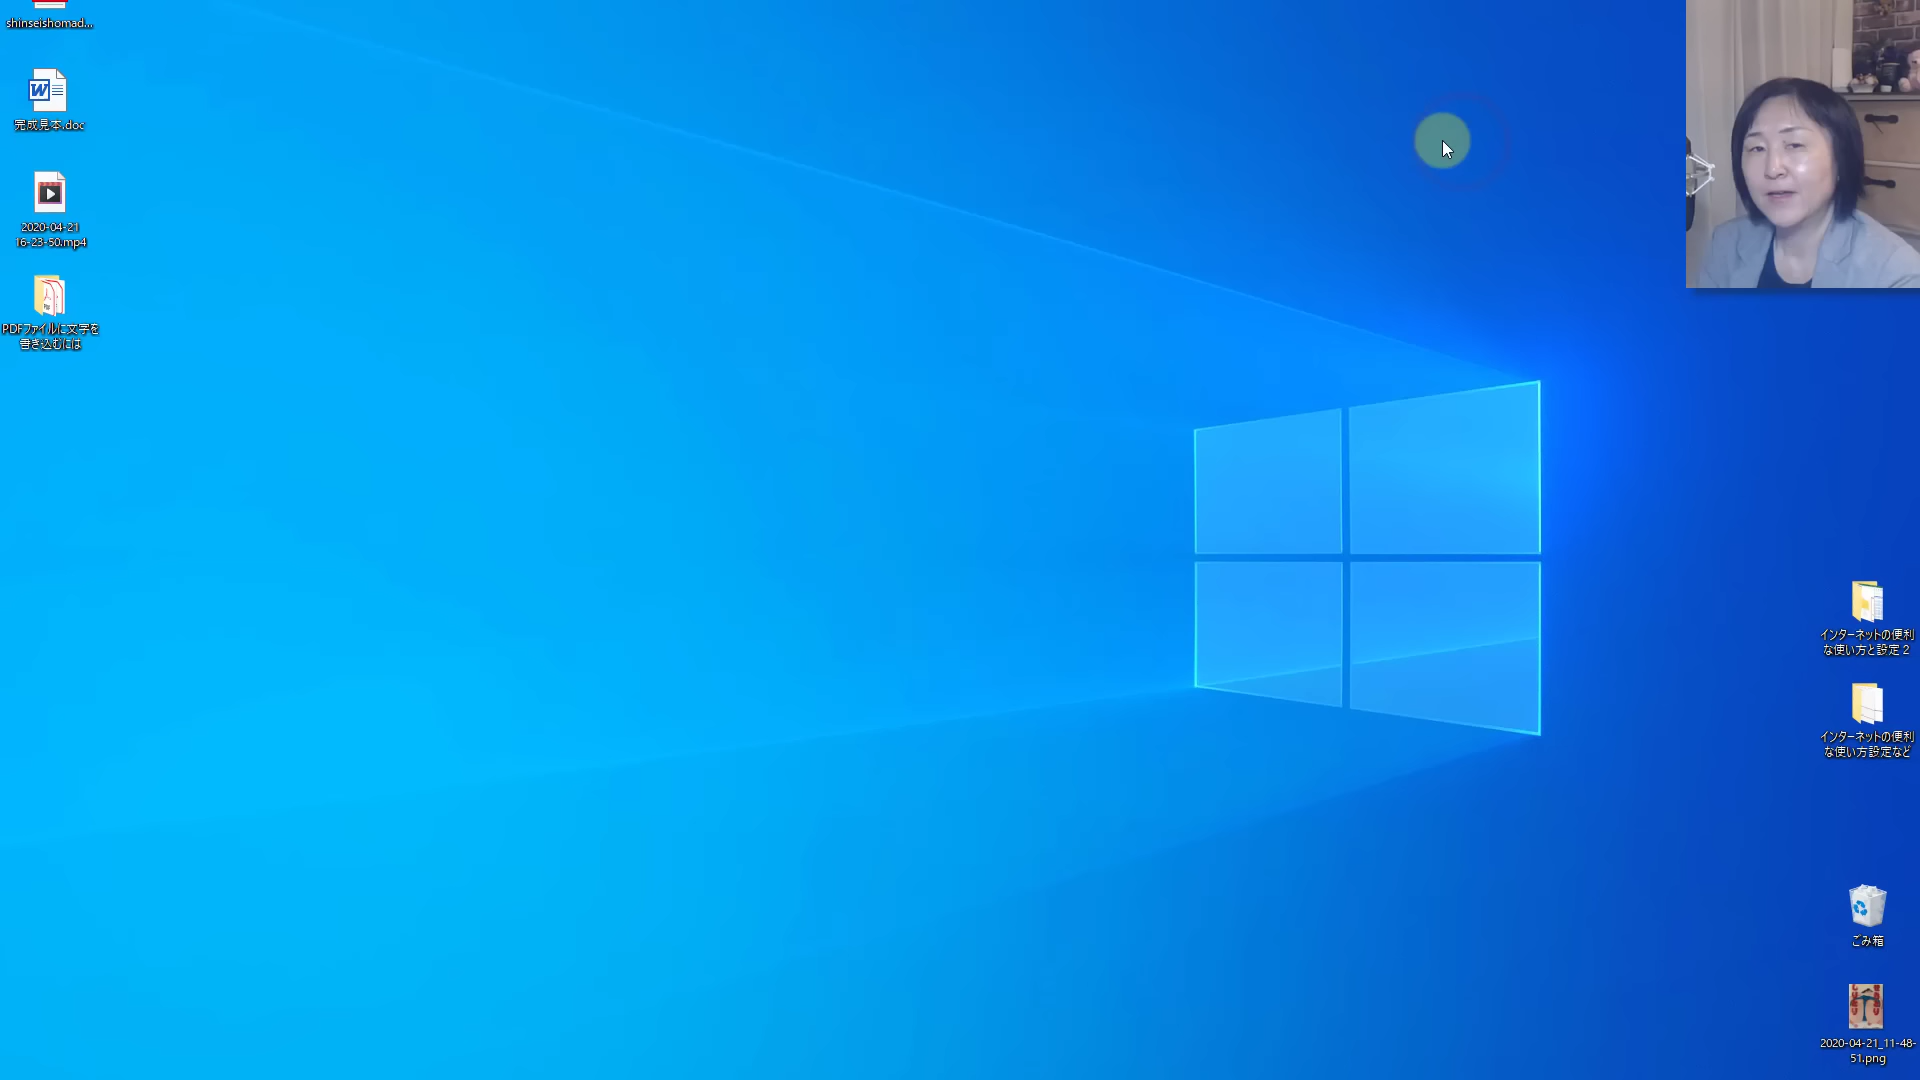 shinseishomad...
完成見本.doc
2020-04-21
16-23-50.mp4
PDFファイルに文字を
書き込むには
インターネットの便利
な使い方と設定 2
インターネットの便利
な使い方設定など
ごみ箱
2020-04-21_11-48-
51.png